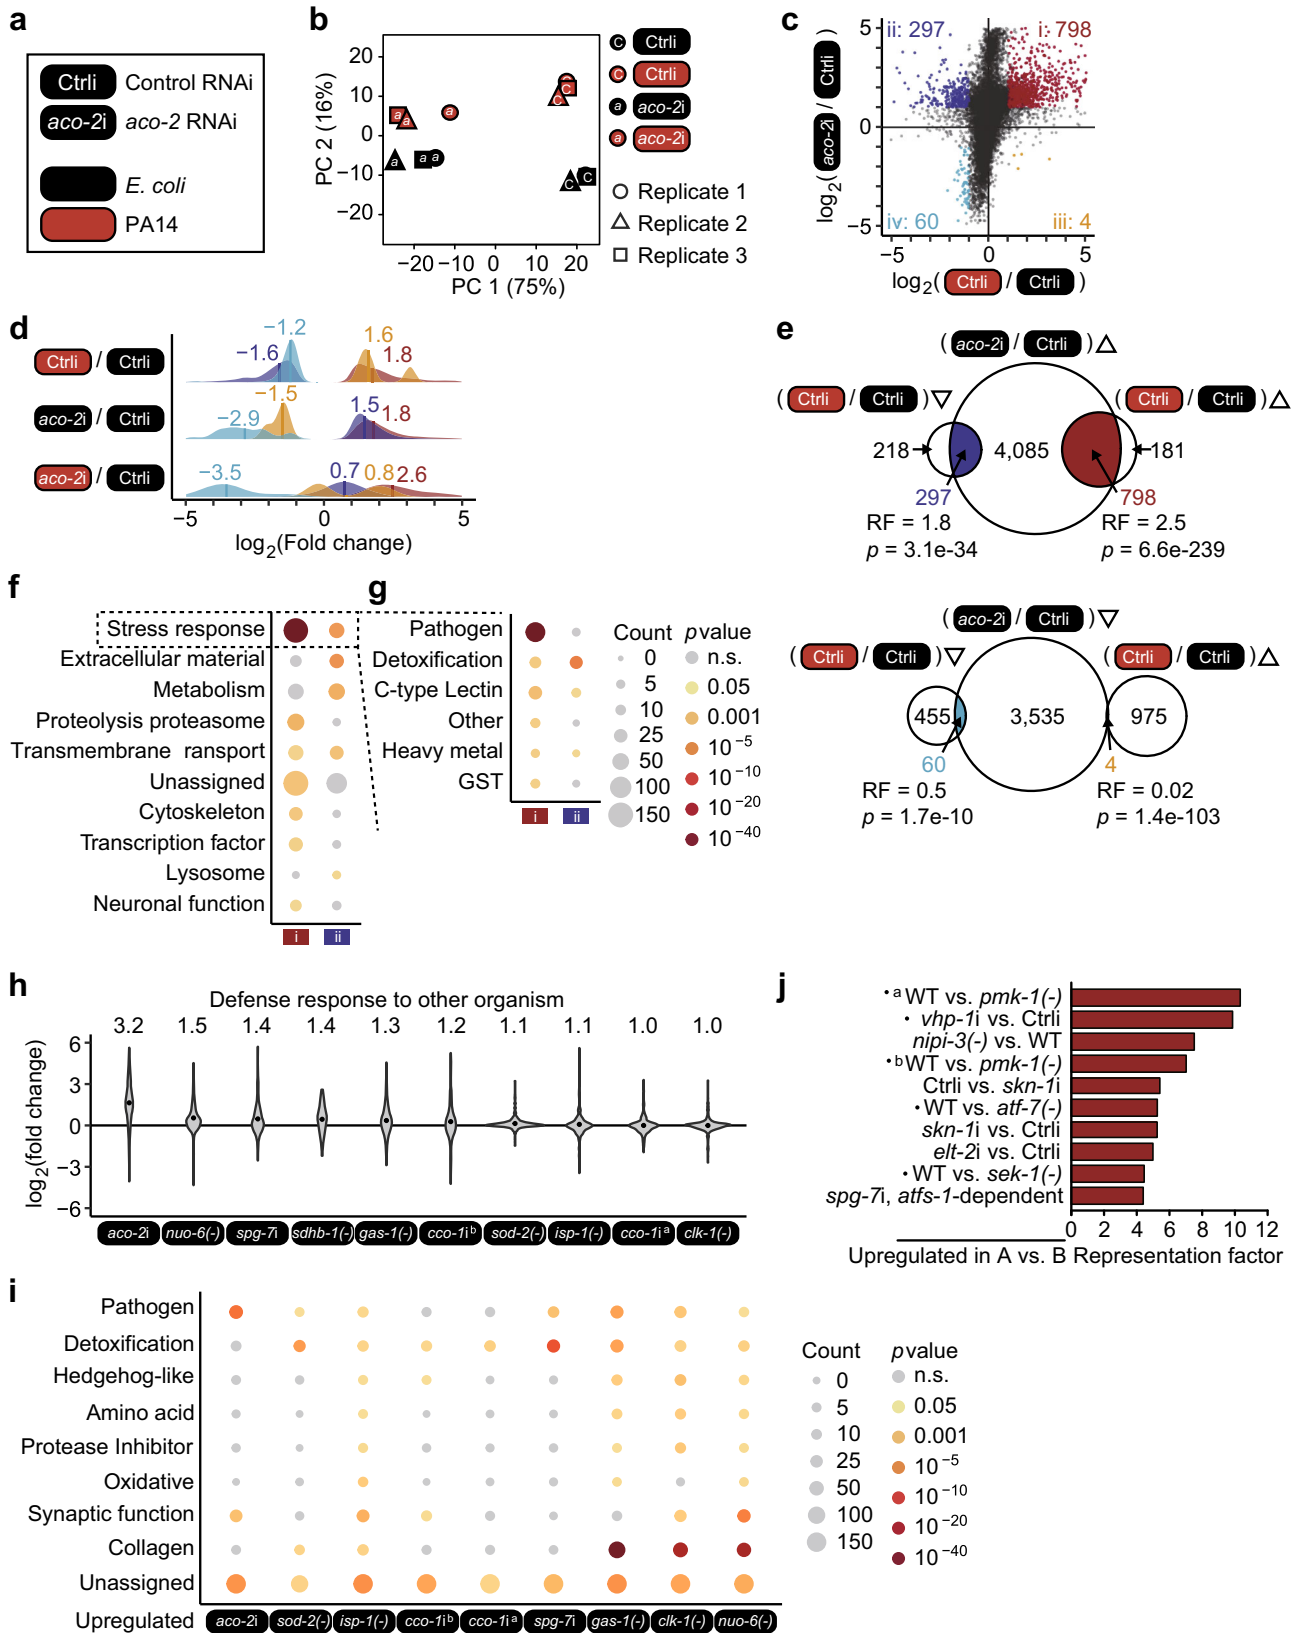 a
Ctrli Control RNAi
aco-2i aco-2 RNAi
E. coli
PA14
b
PC 2 (16%)
20
10
0
−10
−20
−20 −10 0 10 20
PC 1 (75%)
a a a a a a C C C C C
C Ctrli
C Ctrli
a aco-2i
a aco-2i
Replicate 1
Replicate 2
Replicate 3
c
log2( aco-2i / Ctrli )
5
0
−5
ii: 297 i: 798
iv: 60 iii: 4
−5 0 5
log2( Ctrli / Ctrli )
d
Ctrli / Ctrli
−1.6 −1.2 1.6 1.8
aco-2i / Ctrli
−2.9 −1.5 1.5 1.8
aco-2i / Ctrli
−3.5 0.7 0.8 2.6
−5 0 5
log2(Fold change)
e
( aco-2i / Ctrli ) △
( Ctrli / Ctrli ) ▽ ( Ctrli / Ctrli ) △
218 4,085 181
297 798
RF = 1.8 RF = 2.5
p = 3.1e-34 p = 6.6e-239
( aco-2i / Ctrli ) ▽
( Ctrli / Ctrli ) ▽ ( Ctrli / Ctrli ) △
455 3,535 975
60 4
RF = 0.5 RF = 0.02
p = 1.7e-10 p = 1.4e-103
f
Stress response
Extracellular material
Metabolism
Proteolysis proteasome
Transmembrane ransport
Unassigned
Cytoskeleton
Transcription factor
Lysosome
Neuronal function
i ii
g
Pathogen
Detoxification
C-type Lectin
Other
Heavy metal
GST
i ii
Count p value
0 n.s.
5 0.05
10 0.001
25 10−5
50 10−10
100 10−20
150 10−40
h
Defense response to other organism
3.2 1.5 1.4 1.4 1.3 1.2 1.1 1.1 1.0 1.0
log2(fold change)
6
3
0
−3
−6
aco-2i nuo-6(-) spg-7i sdhb-1(-) gas-1(-) cco-1i b sod-2(-) isp-1(-) cco-1i a clk-1(-)
j
• a WT vs. pmk-1(-)
• vhp-1i vs. Ctrli
nipi-3(-) vs. WT
• b WT vs. pmk-1(-)
Ctrli vs. skn-1i
• WT vs. atf-7(-)
skn-1i vs. Ctrli
elt-2i vs. Ctrli
• WT vs. sek-1(-)
spg-7i, atfs-1-dependent
0 2 4 6 8 10 12
Upregulated in A vs. B Representation factor
i
Pathogen
Detoxification
Hedgehog-like
Amino acid
Protease Inhibitor
Oxidative
Synaptic function
Collagen
Unassigned
Upregulated aco-2i sod-2(-) isp-1(-) cco-1i b cco-1i a spg-7i gas-1(-) clk-1(-) nuo-6(-)
Count p value
0 n.s.
5 0.05
10 0.001
25 10−5
50 10−10
100 10−20
150 10−40